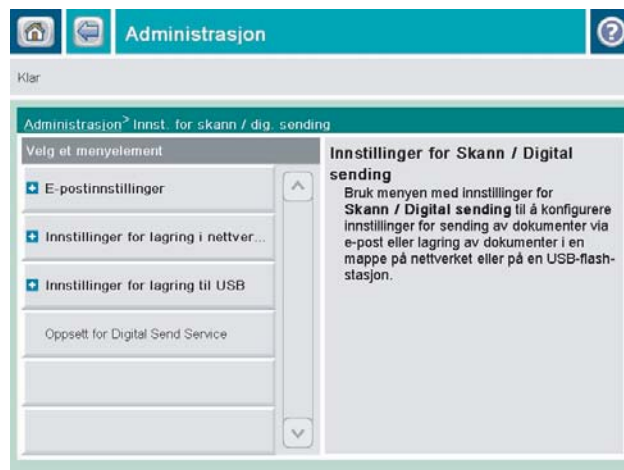 Administrasjon
Klar
Administrasjon> Innst. for skann / dig. sending
Velg et menyelement
E-postinnstillinger
Innstillinger for lagring i nettver...
Innstillinger for lagring til USB
Oppsett for Digital Send Service
Innstillinger for Skann / Digital
sending
Bruk menyen med innstillinger for
Skann / Digital sending til å konfigurere
innstillinger for sending av dokumenter via
e-post eller lagring av dokumenter i en
mappe på nettverket eller på en USB-flash-
stasjon.